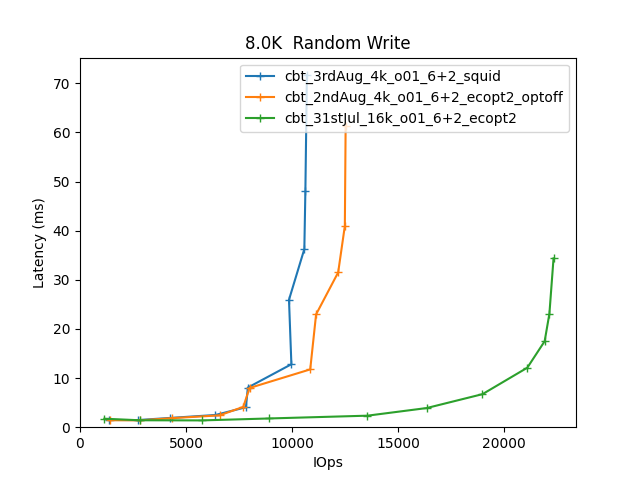 8.0K  Random Write
cbt_3rdAug_4k_o01_6+2_squid
cbt_2ndAug_4k_o01_6+2_ecopt2_optoff
cbt_31stJul_16k_o01_6+2_ecopt2
Latency (ms)
70
60
50
40
30
20
10
0
0 5000 10000 15000 20000
IOps